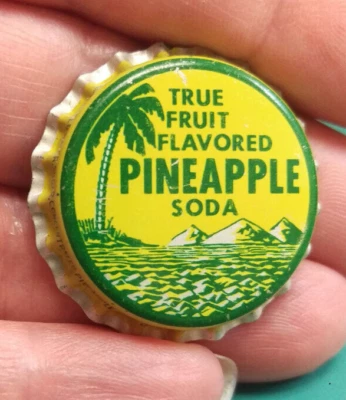 TRUE
FRUIT
FLAVORED
PINEAPPLE
SODA